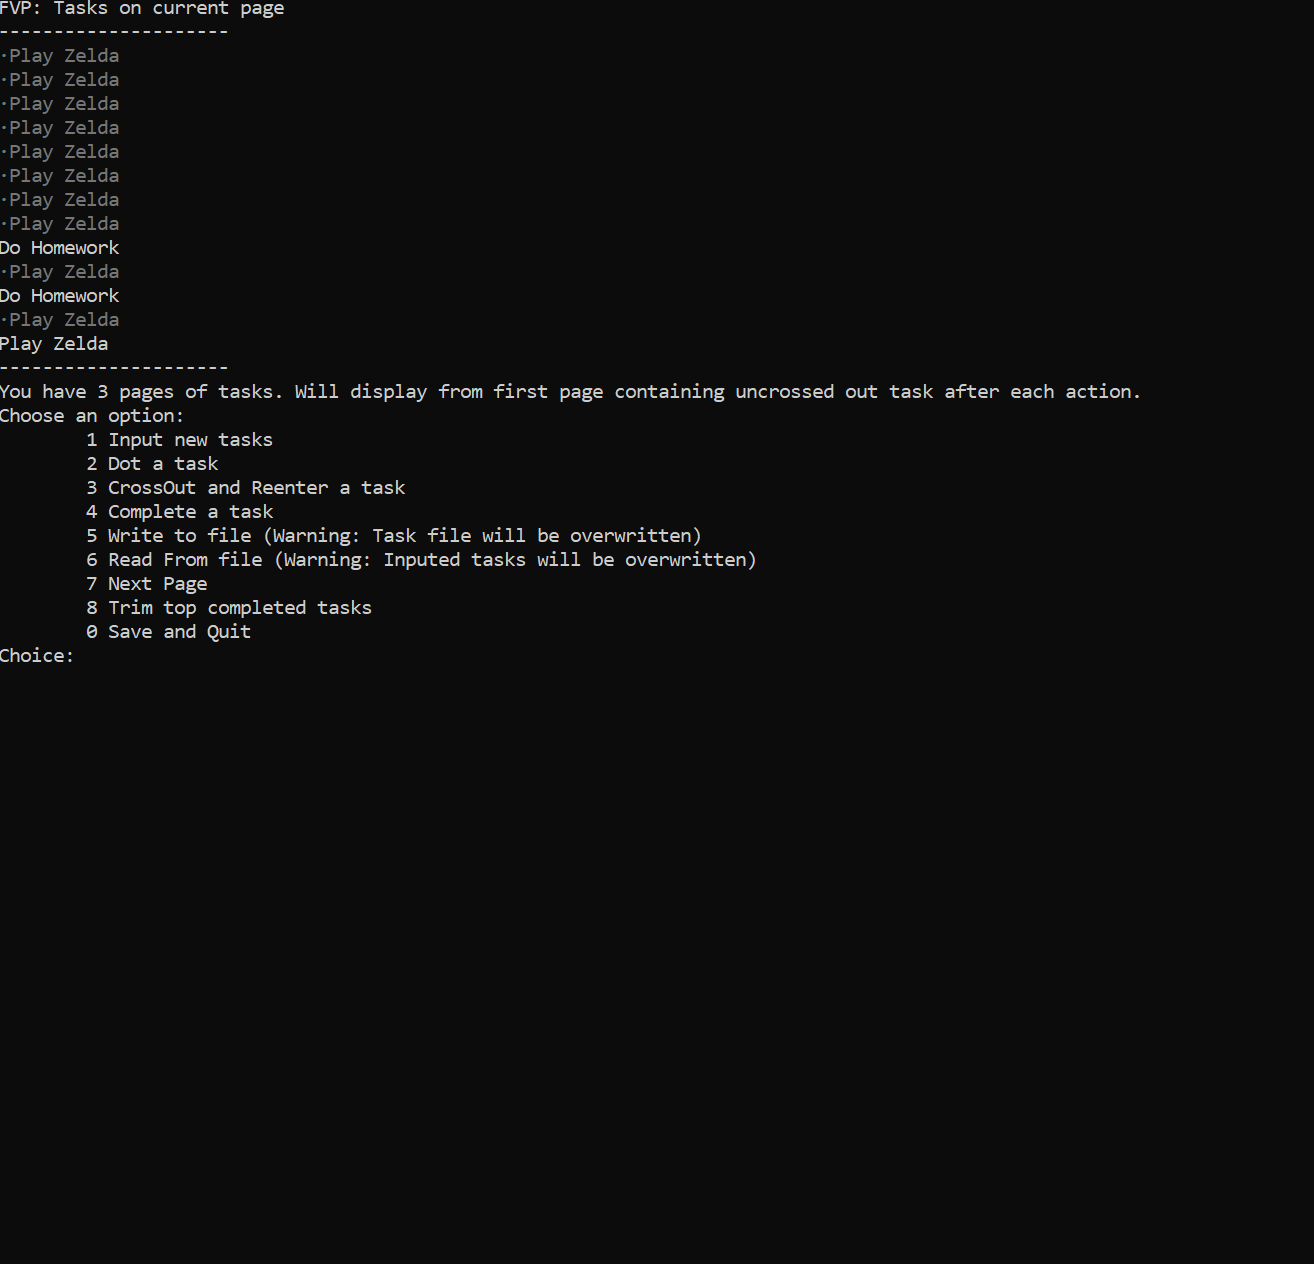 FVP: Tasks on current page
---------------------
·Play Zelda
·Play Zelda
·Play Zelda
·Play Zelda
·Play Zelda
·Play Zelda
·Play Zelda
·Play Zelda
Do Homework
·Play Zelda
Do Homework
·Play Zelda
Play Zelda
---------------------
You have 3 pages of tasks. Will display from first page containing uncrossed out task after each action.
Choose an option:
1 Input new tasks
2 Dot a task
3 CrossOut and Reenter a task
4 Complete a task
5 Write to file (Warning: Task file will be overwritten)
6 Read From file (Warning: Inputed tasks will be overwritten)
7 Next Page
8 Trim top completed tasks
0 Save and Quit
Choice: